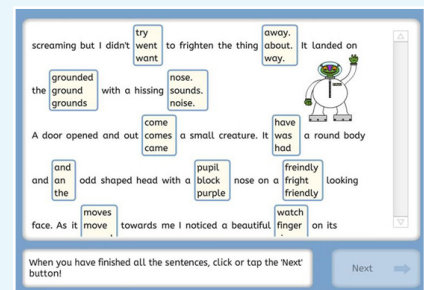 try away.
screaming but I didn't went to frighten the thing about. It landed on
want way.
grounded nose.
the ground with a hissing sounds.
grounds noise.
come have
A door opened and out comes a small creature. It was a round body
came had
and pupil freindly
and an odd shaped head with a block nose on a fright looking
the purple friendly
moves watch
face. As it move towards me I noticed a beautiful finger on its
When you have finished all the sentences, click or tap the 'Next'
button!
Next